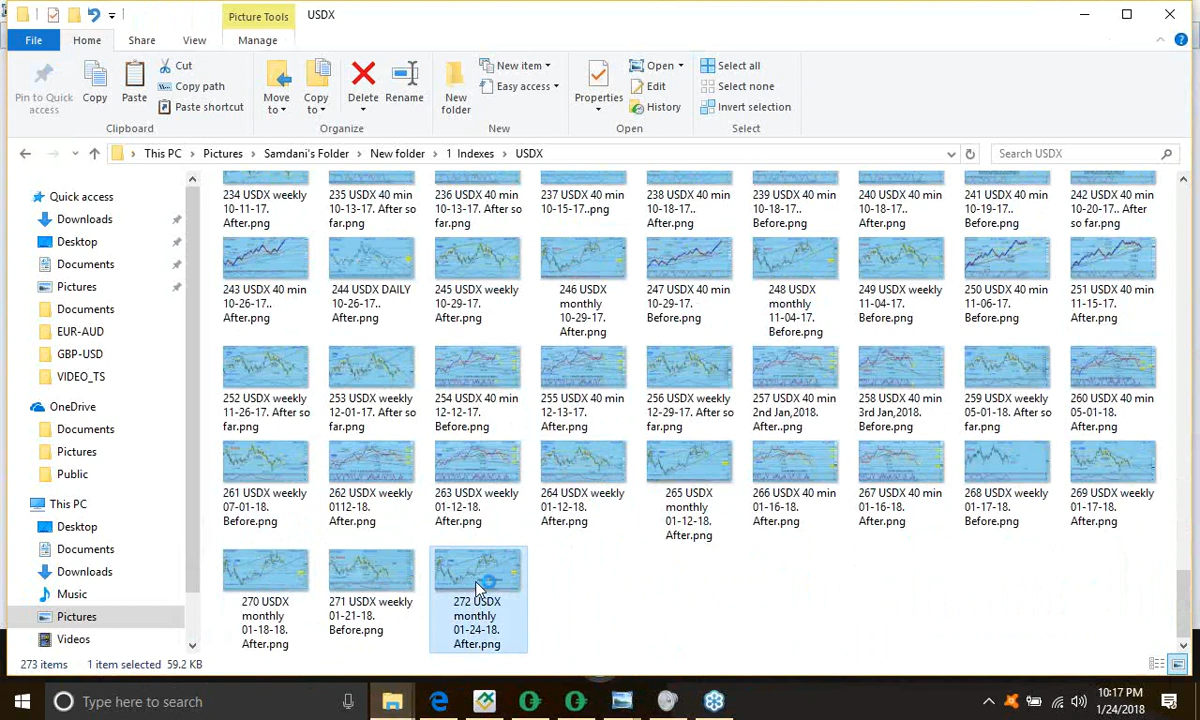 Picture Tools
USDX
File
Home
Share
View
Manage
Pin to Quick access
Copy
Paste
Cut
Copy path
Paste shortcut
Clipboard
Move to
Copy to
Delete
Rename
Organize
New folder
New item
Easy access
New
Properties
Open
Edit
History
Open
Select all
Select none
Invert selection
Select
This PC
Pictures
Samdani's Folder
New folder
1 Indexes
USDX
Search USDX
Quick access
Downloads
Desktop
Documents
Pictures
Documents
EUR-AUD
GBP-USD
VIDEO_TS
OneDrive
Documents
Pictures
Public
This PC
Desktop
Documents
Downloads
Music
Pictures
Videos
234 USDX weekly
10-11-17.
After.png
235 USDX 40 min
10-13-17. After so
far.png
236 USDX 40 min
10-13-17. After so
far.png
237 USDX 40 min
10-15-17..png
238 USDX 40 min
10-18-17..
Before.png
239 USDX 40 min
10-18-17..
Before.png
240 USDX 40 min
10-18-17..
After.png
241 USDX 40 min
10-19-17..
Before.png
242 USDX 40 min
10-20-17.. After
so far.png
243 USDX 40 min
10-26-17..
After.png
244 USDX DAILY
10-26-17..
After.png
245 USDX weekly
10-29-17.
After.png
246 USDX
monthly
10-29-17.
After.png
247 USDX 40 min
10-29-17.
Before.png
248 USDX
monthly
11-04-17.
Before.png
249 USDX weekly
11-04-17.
Before.png
250 USDX 40 min
11-06-17.
Before.png
251 USDX 40 min
11-15-17.
After.png
252 USDX weekly
11-26-17. After so
far.png
253 USDX weekly
12-01-17. After so
far.png
254 USDX 40 min
12-12-17.
Before.png
255 USDX 40 min
12-13-17.
After.png
256 USDX weekly
12-29-17. After so
far.png
257 USDX 40 min
2nd Jan,2018.
After..png
258 USDX 40 min
3rd Jan,2018.
Before.png
259 USDX weekly
05-01-18. After so
far.png
260 USDX 40 min
05-01-18.
After.png
261 USDX weekly
07-01-18.
Before.png
262 USDX weekly
0112-18.
After.png
263 USDX weekly
01-12-18.
After.png
264 USDX weekly
01-12-18.
After.png
265 USDX
monthly
01-12-18.
After.png
266 USDX 40 min
01-16-18.
After.png
267 USDX 40 min
01-16-18.
After.png
268 USDX weekly
01-17-18.
Before.png
269 USDX weekly
01-17-18.
After.png
270 USDX
monthly
01-18-18.
After.png
271 USDX weekly
01-21-18.
Before.png
272 USDX
monthly
01-24-18.
After.png
273 items
1 item selected 59.2 KB
Type here to search
10:17 PM
1/24/2018